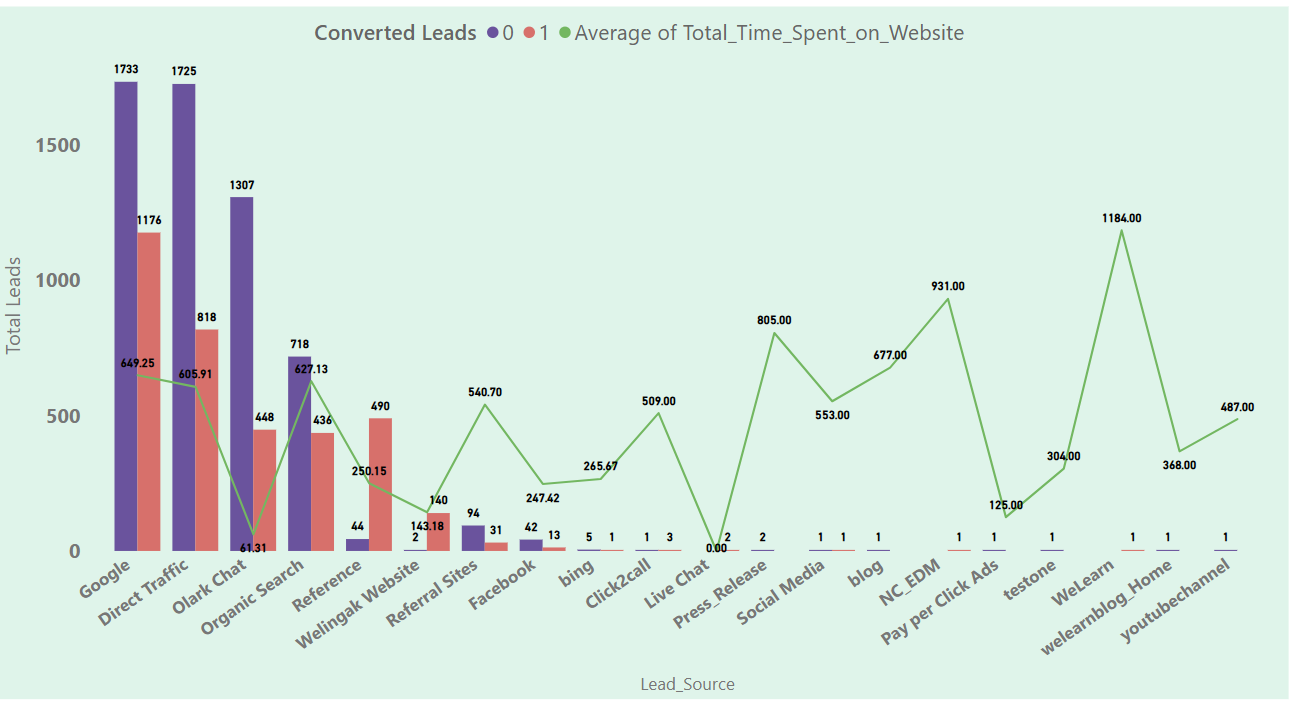 Converted Leads 0 1 Average of Total_Time_Spent_on_Website
Total Leads
1500
1000
500
0
1733
1725
1307
1176
818
718
649.25
605.91
627.13
448
436
490
61.31
250.15
44
140
143.18
2
540.70
94
31
247.42
42
13
265.67
5
1
509.00
1
3
2
0.00
805.00
2
553.00
1
1
677.00
1
931.00
1
125.00
1
304.00
1
1184.00
1
368.00
1
487.00
1
Google
Direct Traffic
Olark Chat
Organic Search
Reference
Welingak Website
Referral Sites
Facebook
bing
Click2call
Live Chat
Press_Release
Social Media
blog
NC_EDM
Pay per Click Ads
testone
WeLearn
welearnblog_Home
youtubechannel
Lead_Source